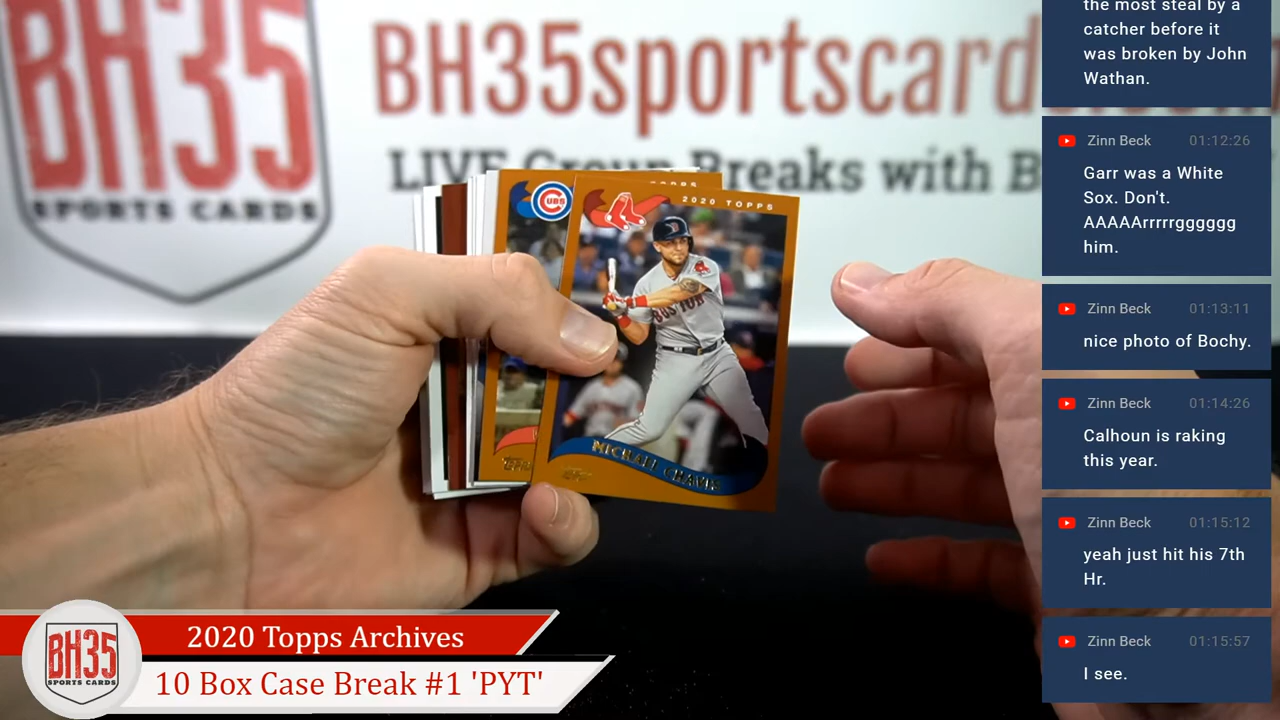 BH35
SPORTS CARDS
BH35sportscard
LIVE Group Breaks with B
CUBS
2020 TOPPS
BOSTON
MICHAEL CHAVIS
2020 Topps Archives
10 Box Case Break #1 'PYT'
BH35
SPORTS CARDS
the most steal by a
catcher before it
was broken by John
Wathan.
Zinn Beck 01:12:26
Garr was a White
Sox. Don't.
AAAAArrrrrgggggg
him.
Zinn Beck 01:13:11
nice photo of Bochy.
Zinn Beck 01:14:26
Calhoun is raking
this year.
Zinn Beck 01:15:12
yeah just hit his 7th
Hr.
Zinn Beck 01:15:57
I see.